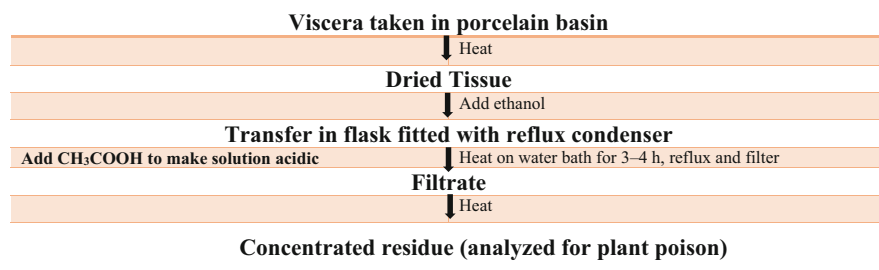 Viscera taken in porcelain basin
Heat
Dried Tissue
Add ethanol
Transfer in flask fitted with reflux condenser
Add CH₃COOH to make solution acidic Heat on water bath for 3–4 h, reflux and filter
Filtrate
Heat
Concentrated residue (analyzed for plant poison)